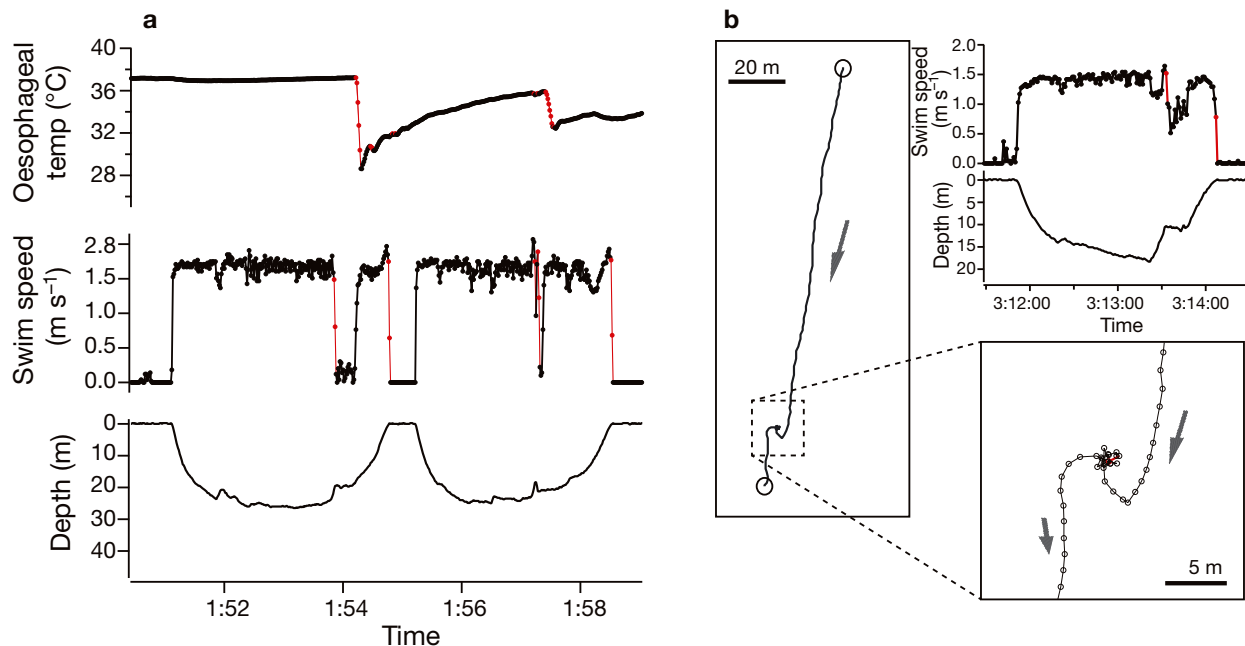 a
Oesophageal
temp (°C)
40
36
32
28
Swim speed
(m s⁻¹)
2.8
1.5
1.0
0.5
0.0
Depth (m)
0
10
20
30
40
1:52
1:54
1:56
1:58
Time
b
20 m
Swim speed
(m s⁻¹)
2.0
1.5
1.0
0.5
0.0
Depth (m)
0
5
10
15
20
3:12:00
3:13:00
3:14:00
Time
5 m